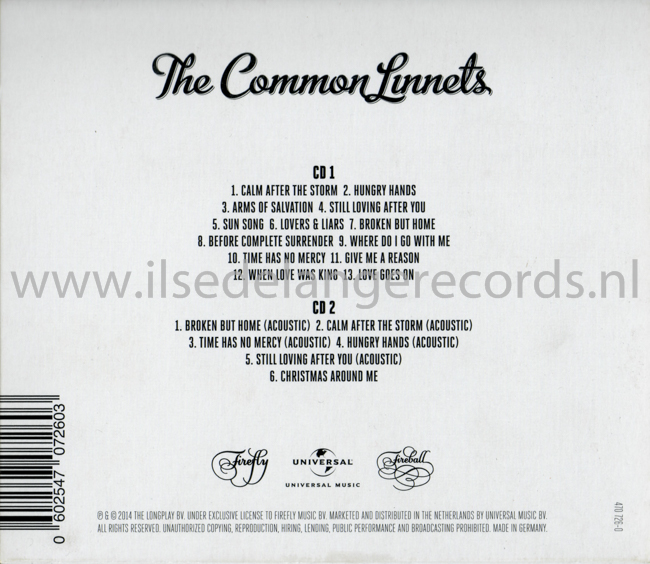 The Common Linnets
CD 1
1. CALM AFTER THE STORM 2. HUNGRY HANDS
3. ARMS OF SALVATION 4. STILL LOVING AFTER YOU
5. SUN SONG 6. LOVERS & LIARS 7. BROKEN BUT HOME
8. BEFORE COMPLETE SURRENDER 9. WHERE DO I GO WITH ME
10. TIME HAS NO MERCY 11. GIVE ME A REASON
12. WHEN LOVE WAS KING 13. LOVE GOES ON
www.ilsedelangerecords.nl
CD 2
1. BROKEN BUT HOME (ACOUSTIC) 2. CALM AFTER THE STORM (ACOUSTIC)
3. TIME HAS NO MERCY (ACOUSTIC) 4. HUNGRY HANDS (ACOUSTIC)
5. STILL LOVING AFTER YOU (ACOUSTIC)
6. CHRISTMAS AROUND ME
0 602547 072603
Firefly
UNIVERSAL
UNIVERSAL MUSIC
Fireball
℗ & © 2014 THE LONGPLAY BV. UNDER EXCLUSIVE LICENSE TO FIREFLY MUSIC BV. MARKETED AND DISTRIBUTED IN THE NETHERLANDS BY UNIVERSAL MUSIC BV.
ALL RIGHTS RESERVED. UNAUTHORIZED COPYING, REPRODUCTION, HIRING, LENDING, PUBLIC PERFORMANCE AND BROADCASTING PROHIBITED. MADE IN GERMANY.
470 726-0